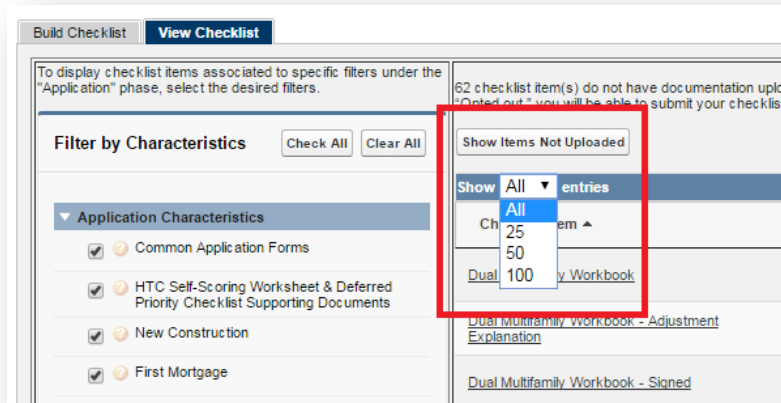 Build Checklist
View Checklist
To display checklist items associated to specific filters under the
"Application" phase, select the desired filters.
Filter by Characteristics
Check All
Clear All
Application Characteristics
Common Application Forms
HTC Self-Scoring Worksheet & Deferred
Priority Checklist Supporting Documents
New Construction
First Mortgage
62 checklist item(s) do not have documentation uplo
"Opted out," you will be able to submit your checklis
Show Items Not Uploaded
Show All entries
All
25
50
100
Ch em
Dual y Workbook
Dual Multifamily Workbook - Adjustment
Explanation
Dual Multifamily Workbook - Signed